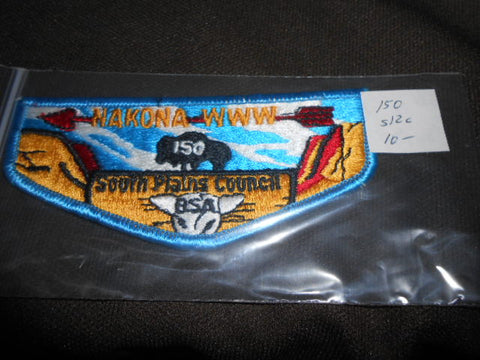 NAKONA WWW
150
South Plains Council
BSA
150
S12c
10-